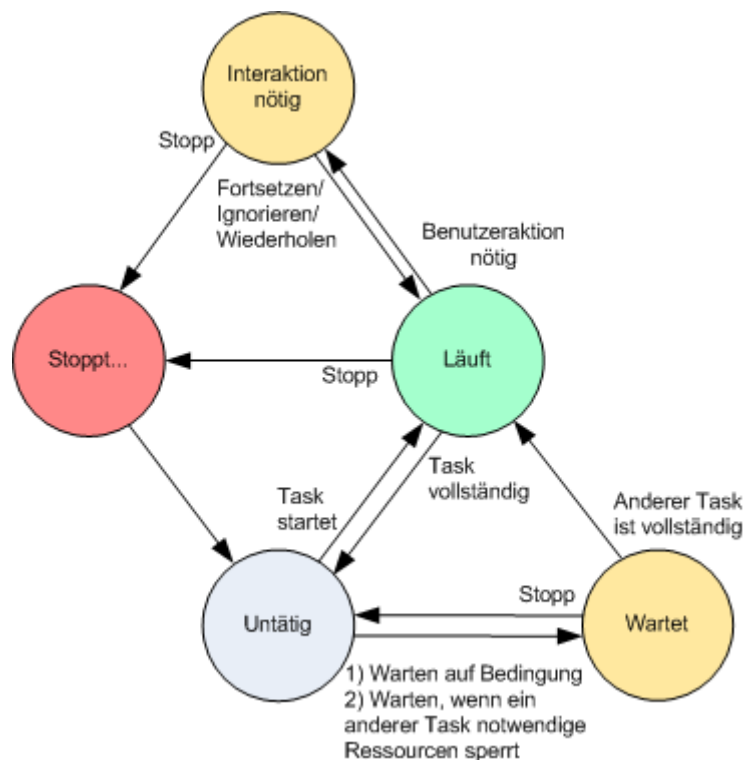 Interaktion
nötig
Stopp
Fortsetzen/
Ignorieren/
Wiederholen
Benutzeraktion
nötig
Stoppt...
Stopp
Läuft
Task
startet
Task
vollständig
Anderer Task
ist vollständig
Untätig
Stopp
Wartet
1) Warten auf Bedingung
2) Warten, wenn ein
anderer Task notwendige
Ressourcen sperrt